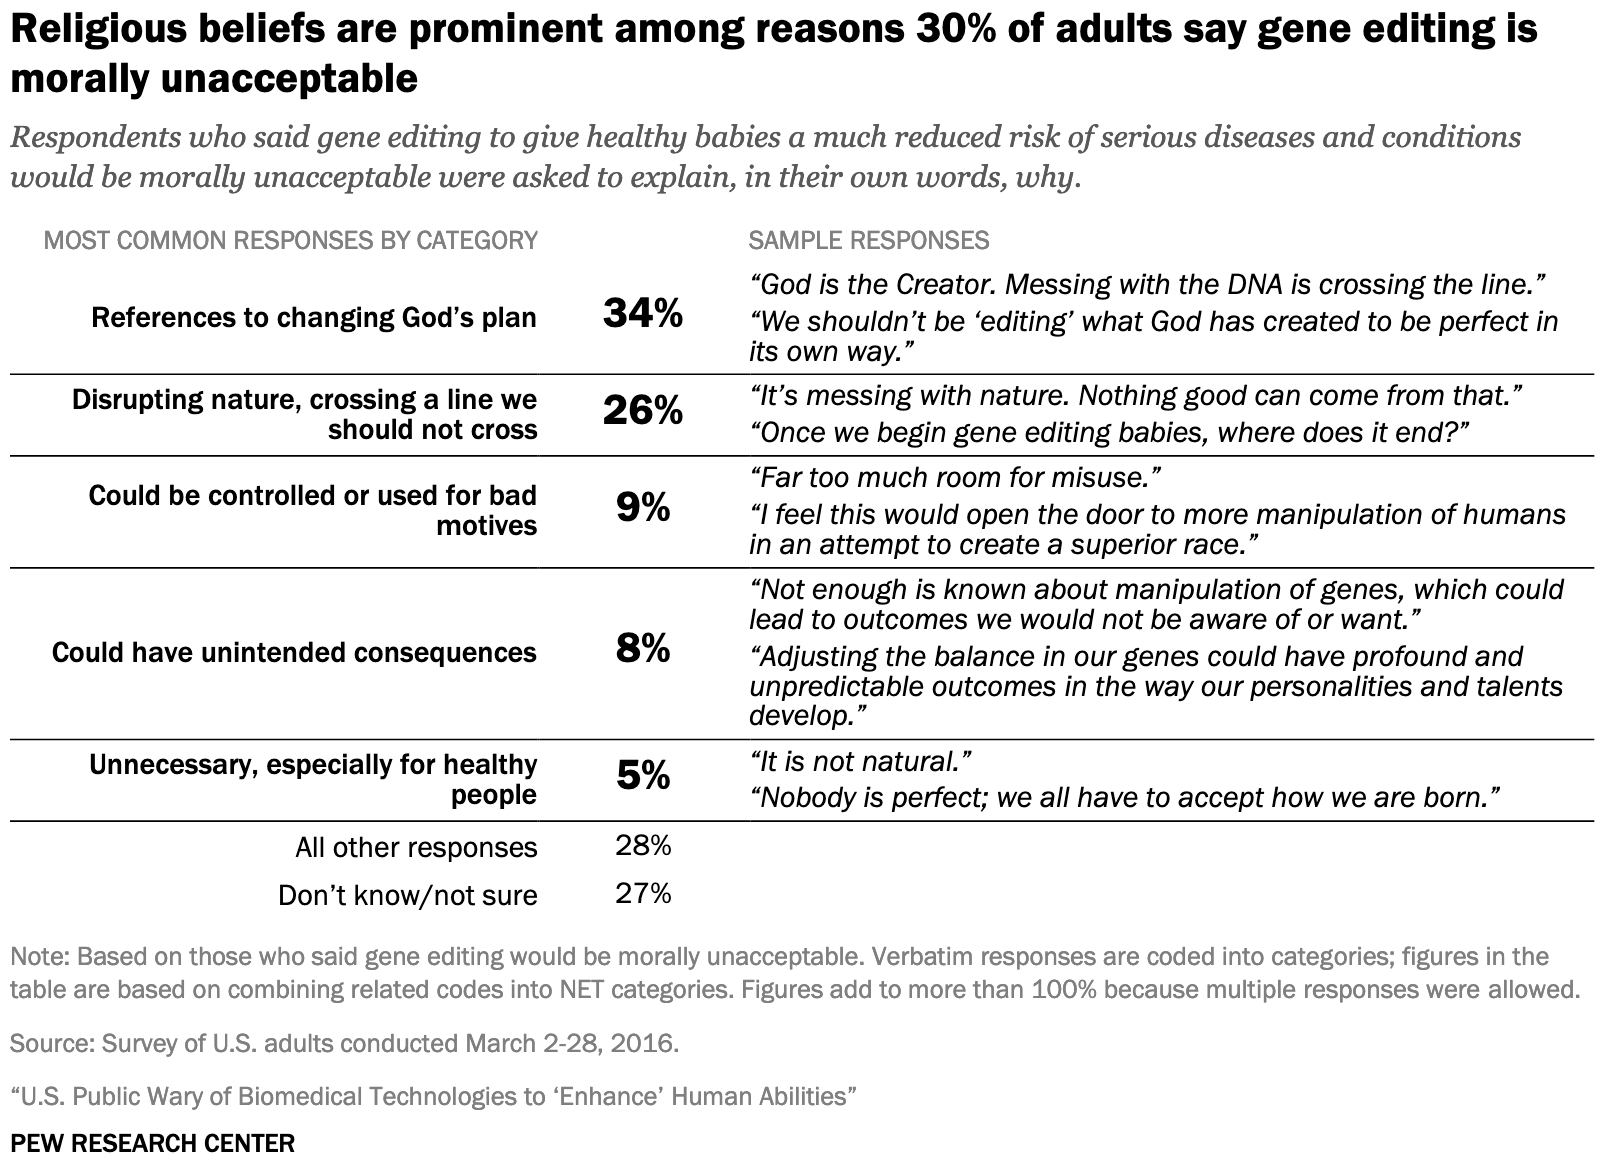 Religious beliefs are prominent among reasons 30% of adults say gene editing is
morally unacceptable
Respondents who said gene editing to give healthy babies a much reduced risk of serious diseases and conditions
would be morally unacceptable were asked to explain, in their own words, why.
MOST COMMON RESPONSES BY CATEGORY
SAMPLE RESPONSES
References to changing God’s plan
34%
“God is the Creator. Messing with the DNA is crossing the line.”
“We shouldn’t be ‘editing’ what God has created to be perfect in
its own way.”
Disrupting nature, crossing a line we
should not cross
26%
“It’s messing with nature. Nothing good can come from that.”
“Once we begin gene editing babies, where does it end?”
Could be controlled or used for bad
motives
9%
“Far too much room for misuse.”
“I feel this would open the door to more manipulation of humans
in an attempt to create a superior race.”
Could have unintended consequences
8%
“Not enough is known about manipulation of genes, which could
lead to outcomes we would not be aware of or want.”
“Adjusting the balance in our genes could have profound and
unpredictable outcomes in the way our personalities and talents
develop.”
Unnecessary, especially for healthy
people
5%
“It is not natural.”
“Nobody is perfect; we all have to accept how we are born.”
All other responses
28%
Don’t know/not sure
27%
Note: Based on those who said gene editing would be morally unacceptable. Verbatim responses are coded into categories; figures in the
table are based on combining related codes into NET categories. Figures add to more than 100% because multiple responses were allowed.
Source: Survey of U.S. adults conducted March 2-28, 2016.
“U.S. Public Wary of Biomedical Technologies to ‘Enhance’ Human Abilities”
PEW RESEARCH CENTER